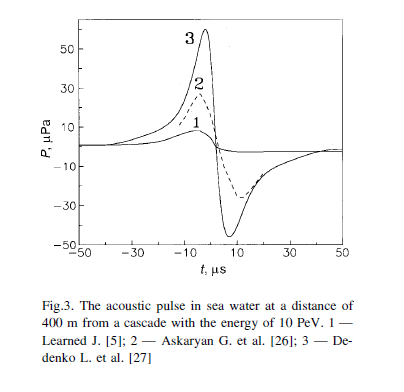 3
50
30
2
10
1
P, μPa
−10
−30
−50
−50
−30
−10
10
30
50
t, μs
Fig.3. The acoustic pulse in sea water at a distance of
400 m from a cascade with the energy of 10 PeV. 1 —
Learned J. [5]; 2 — Askaryan G. et al. [26]; 3 — De-
denko L. et al. [27]